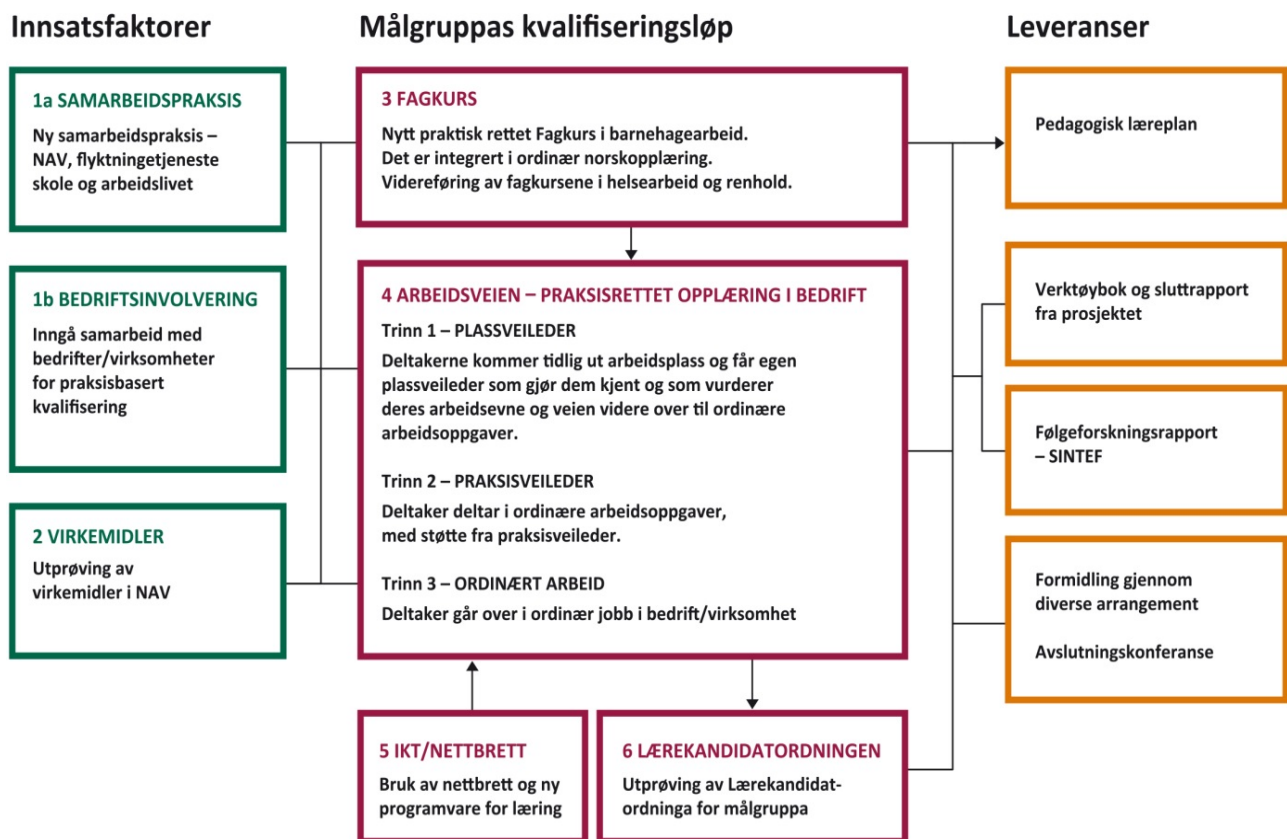 Innsatsfaktorer
1a SAMARBEIDSPRAKSIS
Ny samarbeidspraksis –
NAV, flyktningetjeneste
skole og arbeidslivet
1b BEDRIFTSINVOLVERING
Inngå samarbeid med
bedrifter/virksomheter
for praksisbasert
kvalifisering
2 VIRKEMIDLER
Utprøving av
virkemidler i NAV
Målgruppas kvalifiseringsløp
3 FAGKURS
Nytt praktisk rettet Fagkurs i barnehagearbeid.
Det er integrert i ordinær norskopplæring.
Videreføring av fagkursene i helsearbeid og renhold.
4 ARBEIDSVEIEN – PRAKSISRETTET OPPLÆRING I BEDRIFT
Trinn 1 – PLASSVEILEDER
Deltakerne kommer tidlig ut arbeidsplass og får egen
plassveileder som gjør dem kjent og som vurderer
deres arbeidsevne og veien videre over til ordinære
arbeidsoppgaver.
Trinn 2 – PRAKSISVEILEDER
Deltaker deltar i ordinære arbeidsoppgaver,
med støtte fra praksisveileder.
Trinn 3 – ORDINÆRT ARBEID
Deltaker går over i ordinær jobb i bedrift/virksomhet
5 IKT/NETTBRETT
Bruk av nettbrett og ny
programvare for læring
6 LÆREKANDIDATORDNINGEN
Utprøving av Lærekandidat-
ordninga for målgruppa
Leveranser
Pedagogisk læreplan
Verktøybok og sluttrapport
fra prosjektet
Følgeforskningsrapport
– SINTEF
Formidling gjennom
diverse arrangement
Avslutningskonferanse